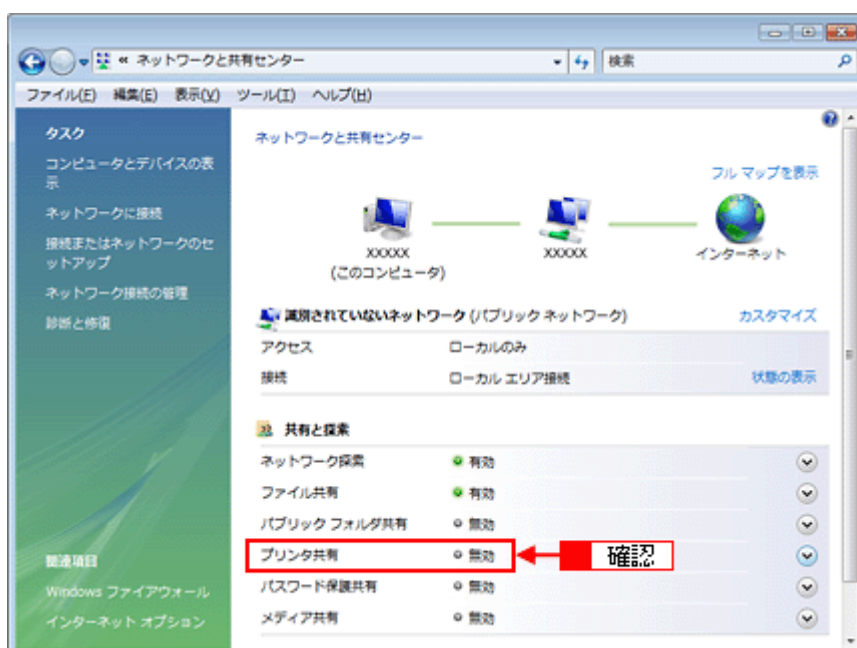 « ネットワークと共有センター
検索
ファイル(F) 編集(E) 表示(V) ツール(T) ヘルプ(H)
タスク
コンピュータとデバイスの表
示
ネットワークに接続
接続またはネットワークのセ
ットアップ
ネットワーク接続の管理
診断と修復
ネットワークと共有センター
フル マップを表示
XXXXX
(このコンピュータ)
XXXXX
インターネット
識別されていないネットワーク (パブリック ネットワーク)
カスタマイズ
アクセス ローカルのみ
接続 ローカル エリア接続 状態の表示
共有と探索
ネットワーク探索 有効
ファイル共有 有効
パブリック フォルダ共有 無効
プリンタ共有 無効
確認
パスワード保護共有 無効
メディア共有 無効
関連項目
Windows ファイアウォール
インターネット オプション